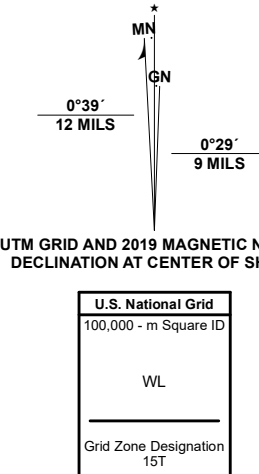 ★
MN
GN
0°39´
12 MILS
0°29´
9 MILS
UTM GRID AND 2019 MAGNETIC N
DECLINATION AT CENTER OF SH
U.S. National Grid
100,000 - m Square ID
WL
Grid Zone Designation
15T